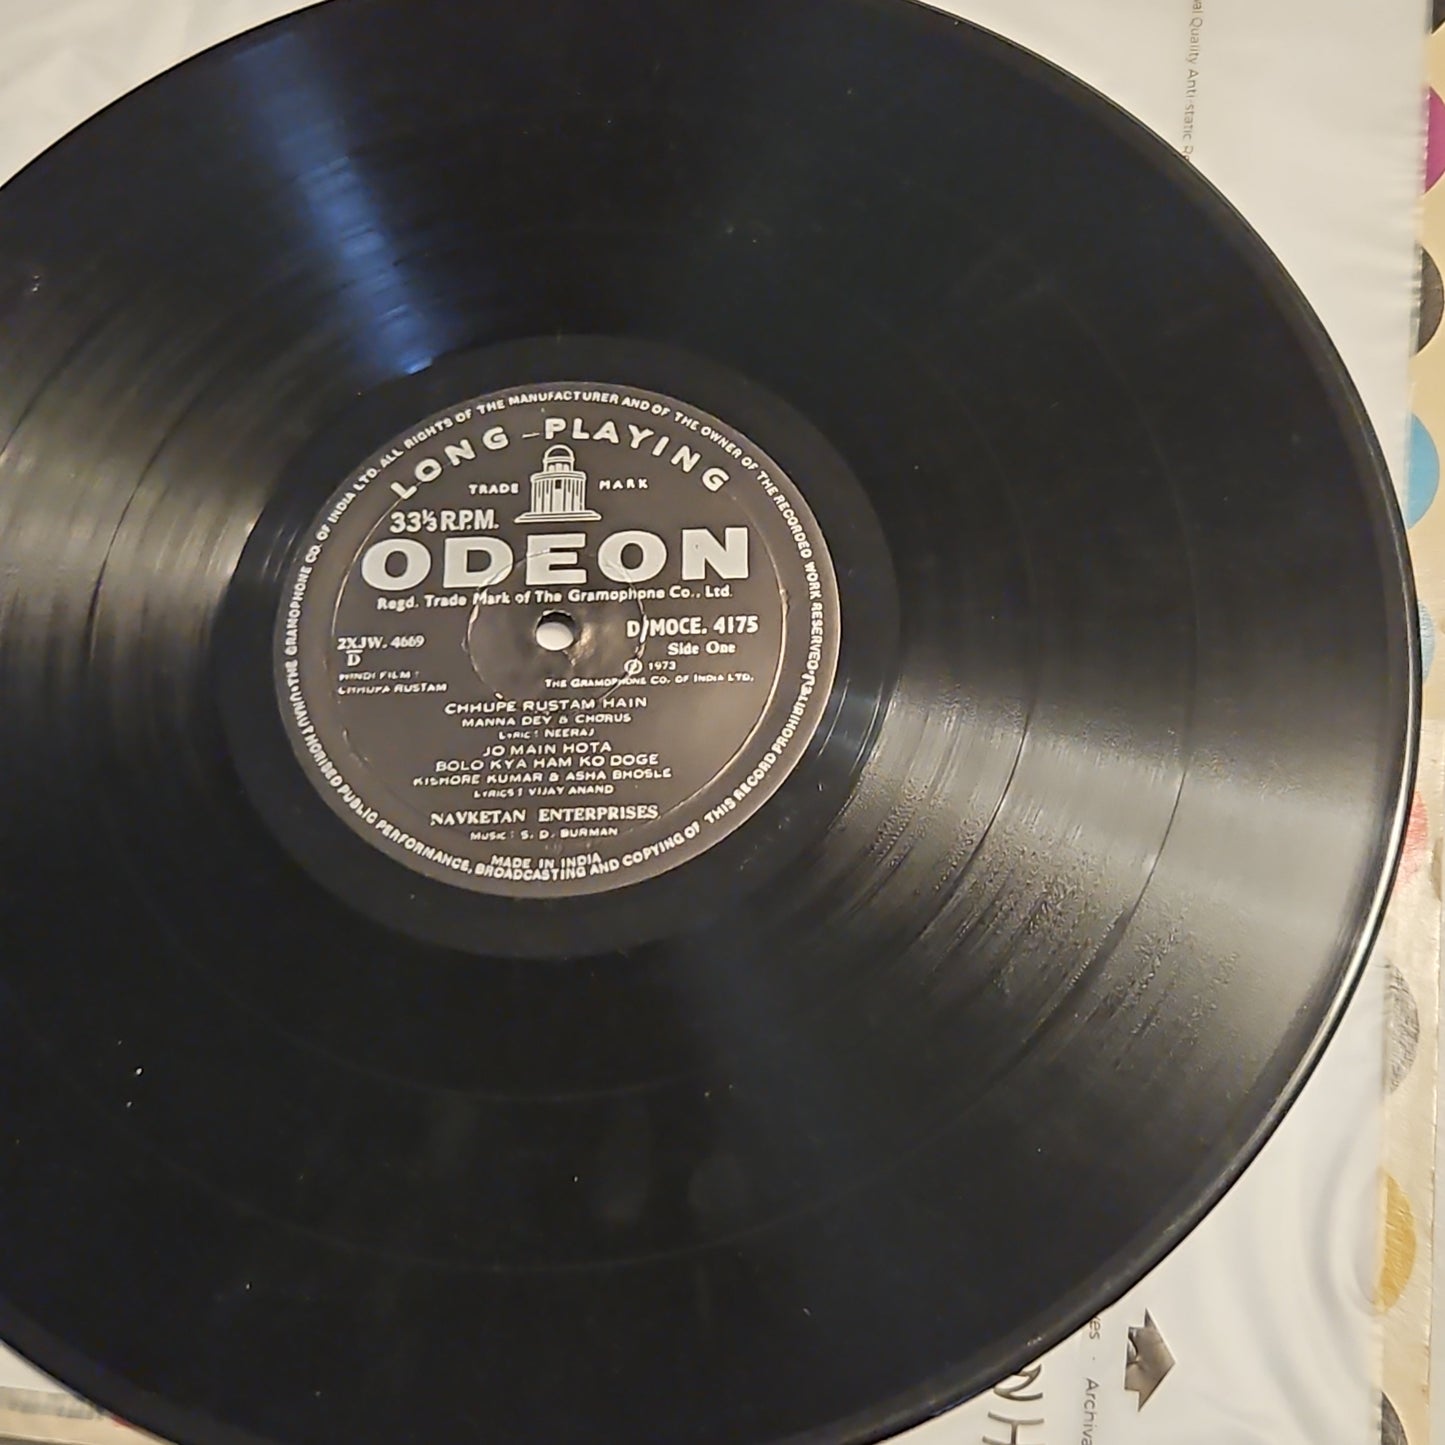 THE GRAMOPHONE CO. OF INDIA LTD. ALL RIGHTS OF THE MANUFACTURER AND OF THE OWNER OF THE RECORDED WORK RESERVED
UNAUTHORISED PUBLIC PERFORMANCE, BROADCASTING AND COPYING OF THIS RECORD PROHIBITED
LONG-PLAYING
TRADE MARK
33⅓ R.P.M.
ODEON
Regd. Trade Mark of The Gramophone Co., Ltd.
2XJW. 4669
D
D/MOCE. 4175
Side One
Ⓟ 1973
THE GRAMOPHONE CO. OF INDIA LTD.
HINDI FILM :
CHHUPA RUSTAM
CHHUPE RUSTAM HAIN
MANNA DEY & CHORUS
LYRIC : NEERAJ
JO MAIN HOTA
BOLO KYA HAM KO DOGE
KISHORE KUMAR & ASHA BHOSLE
LYRICS : VIJAY ANAND
NAVKETAN ENTERPRISES
MUSIC : S. D. BURMAN
MADE IN INDIA
Quality Anti-static